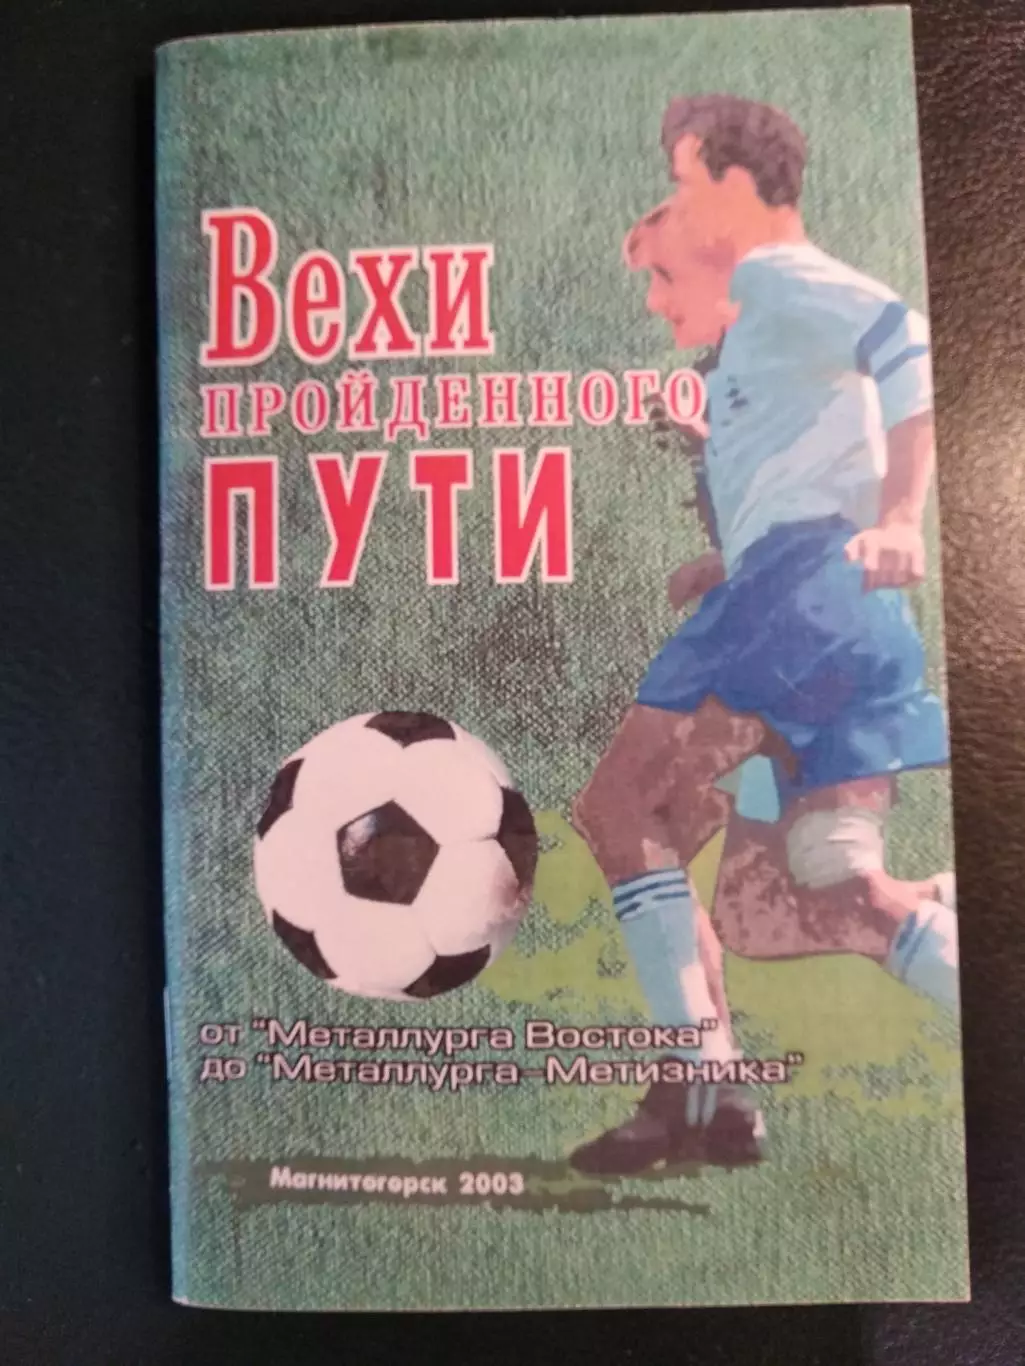 Вехи
ПРОЙДЕННОГО
ПУТИ
от "Металлурга Востока"
до "Металлурга-Метизника"
Магнитогорск 2003